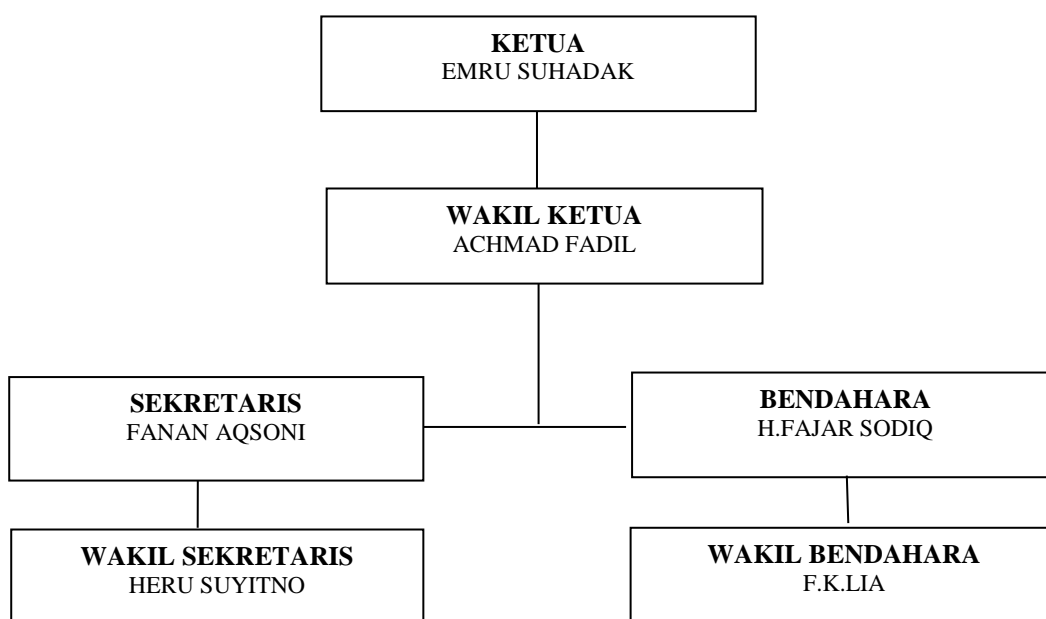 KETUA
EMRU SUHADAK
WAKIL KETUA
ACHMAD FADIL
SEKRETARIS
FANAN AQSONI
BENDAHARA
H.FAJAR SODIQ
WAKIL SEKRETARIS
HERU SUYITNO
WAKIL BENDAHARA
F.K.LIA